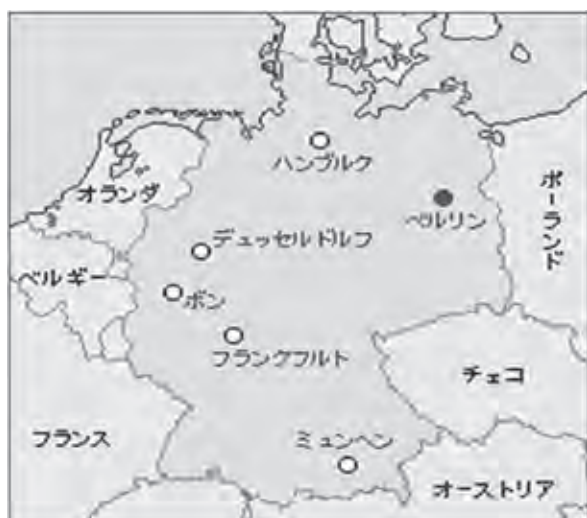 ハンブルク
オランダ
ベルリン
ポーランド
デュッセルドルフ
ベルギー
ボン
フランクフルト
チェコ
フランス
ミュンヘン
オーストリア